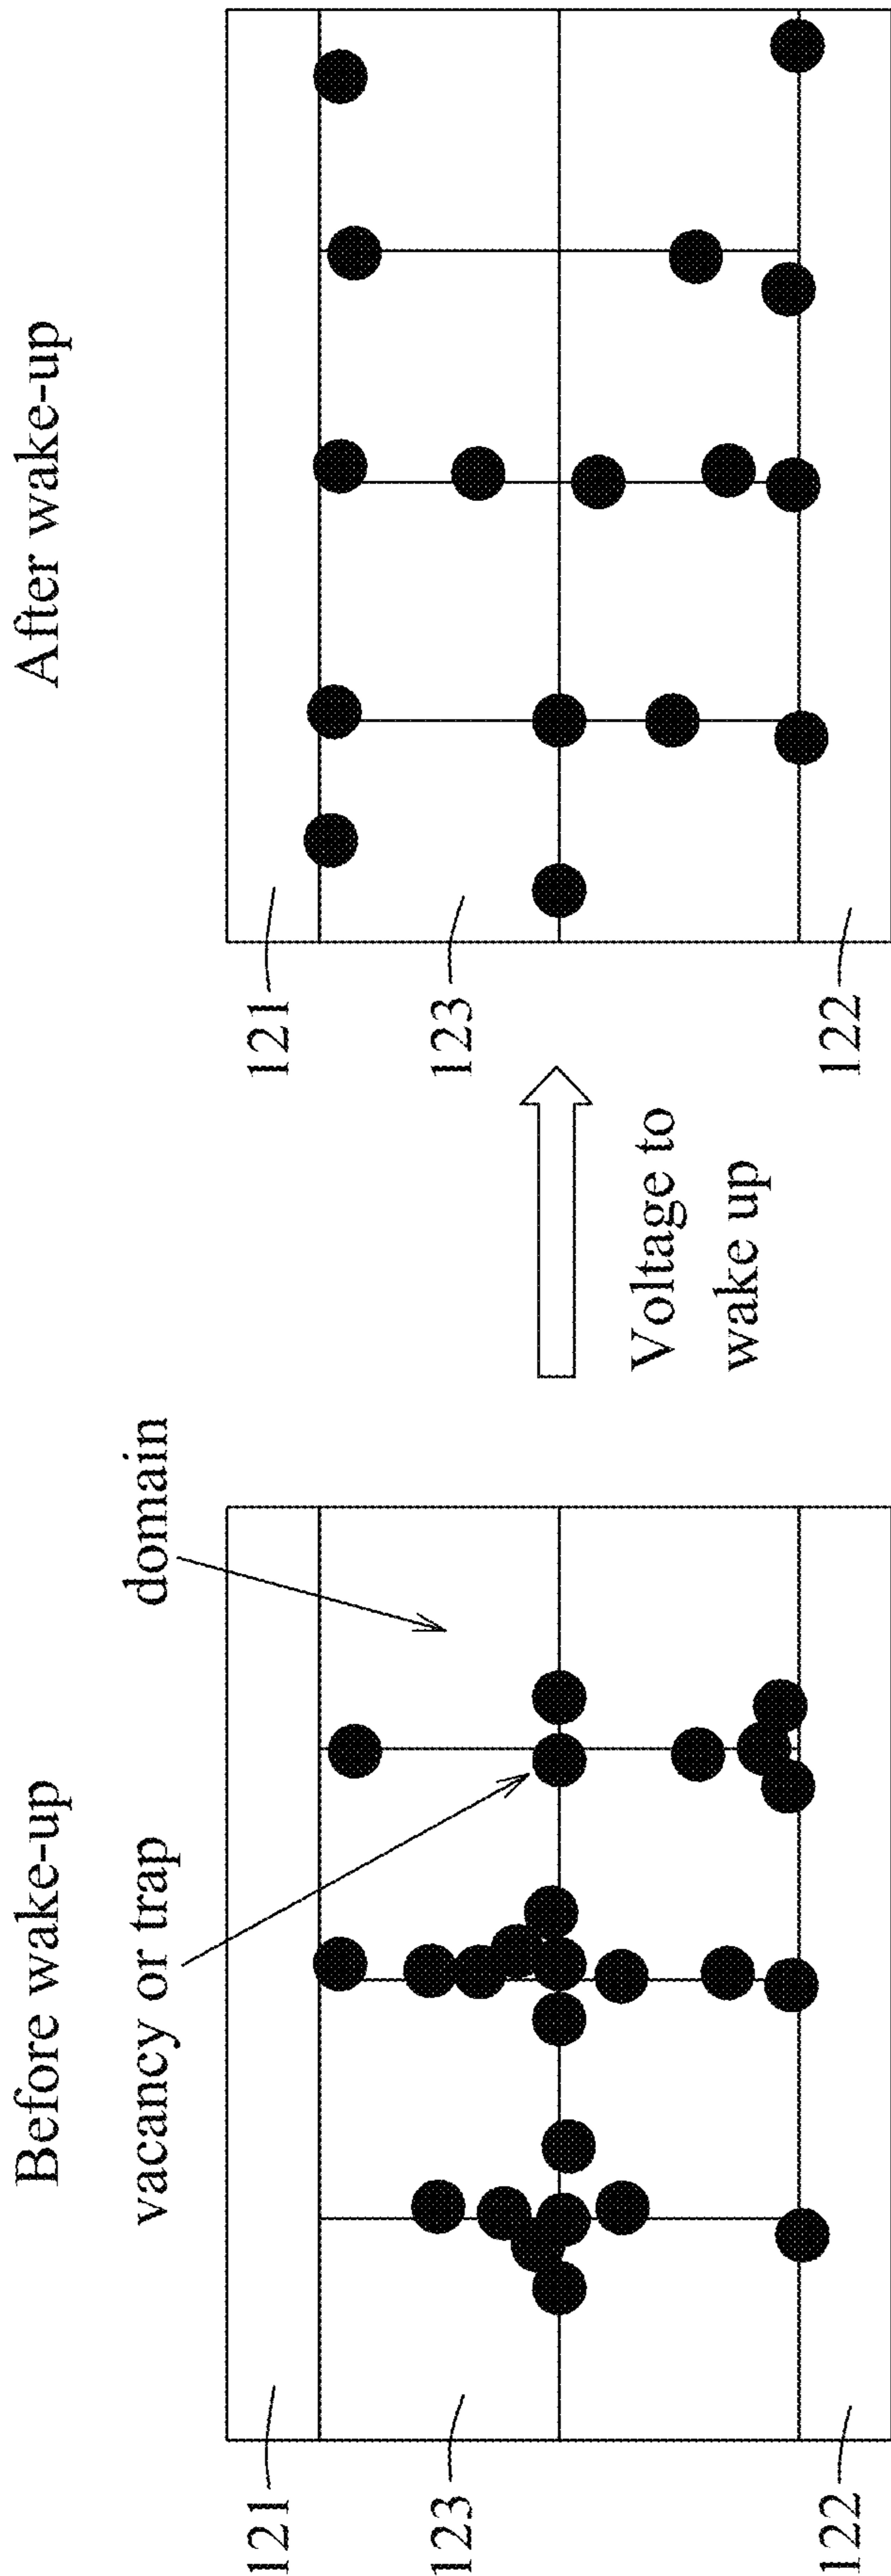 Before wake-up
After wake-up
vacancy or trap
domain
121
123
122
Voltage to
wake up
121
123
122